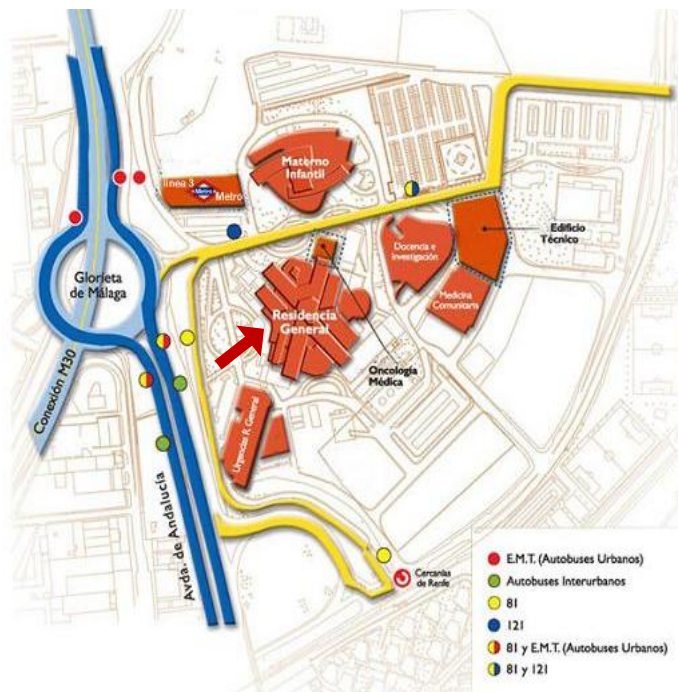 Materno
Infantil
línea 3
Metro
Metro
Edificio
Técnico
Docencia e
investigación
Glorieta
de Málaga
Medicina
Comunitaria
Residencia
General
Oncología
Médica
Conexión M30
Urgencias R. General
Avda. de Andalucía
Cercanías
de Renfe
E.M.T. (Autobuses Urbanos)
Autobuses Interurbanos
81
121
81 y E.M.T. (Autobuses Urbanos)
81 y 121